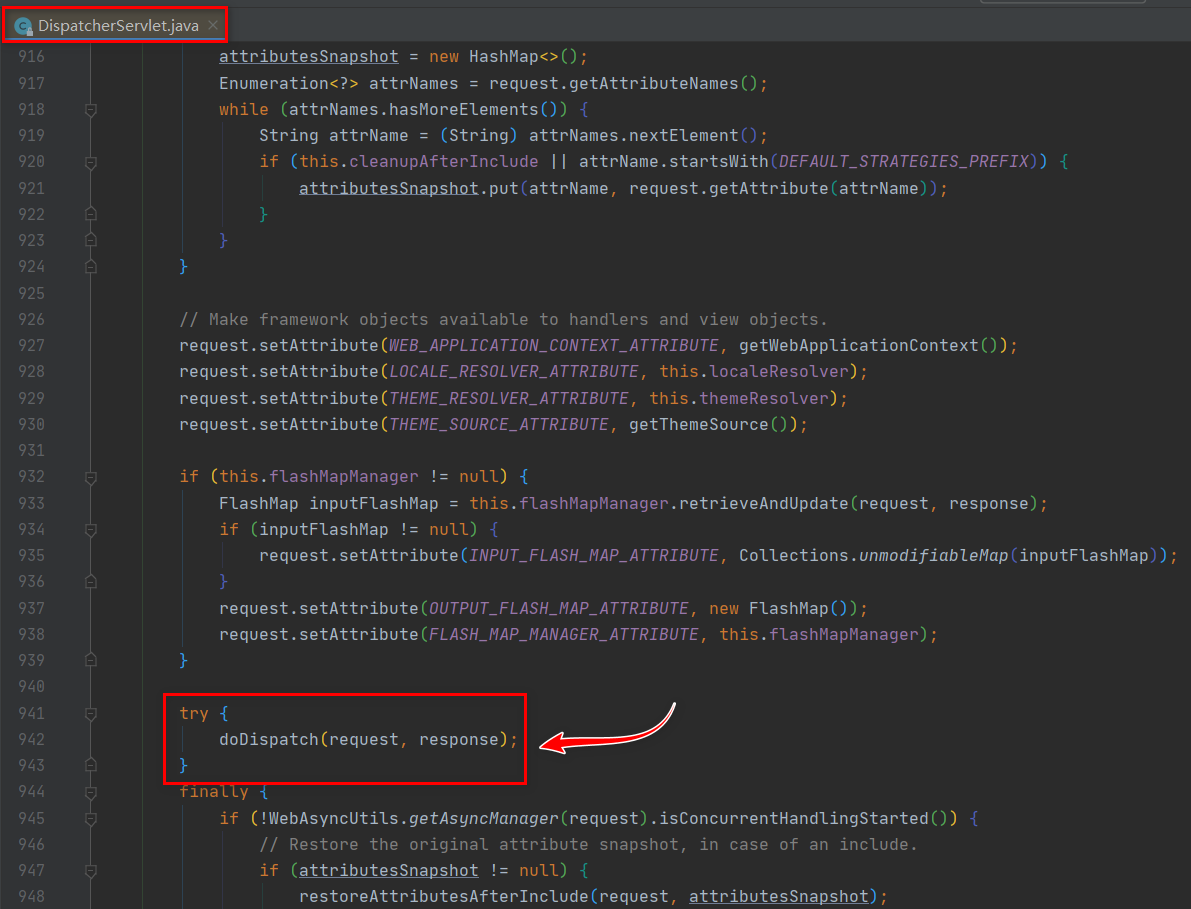 DispatcherServlet.java
916 attributesSnapshot = new HashMap<>();
917 Enumeration<?> attrNames = request.getAttributeNames();
918 while (attrNames.hasMoreElements()) {
919 String attrName = (String) attrNames.nextElement();
920 if (this.cleanupAfterInclude || attrName.startsWith(DEFAULT_STRATEGIES_PREFIX)) {
921 attributesSnapshot.put(attrName, request.getAttribute(attrName));
922 }
923 }
924 }
925
926 // Make framework objects available to handlers and view objects.
927 request.setAttribute(WEB_APPLICATION_CONTEXT_ATTRIBUTE, getWebApplicationContext());
928 request.setAttribute(LOCALE_RESOLVER_ATTRIBUTE, this.localeResolver);
929 request.setAttribute(THEME_RESOLVER_ATTRIBUTE, this.themeResolver);
930 request.setAttribute(THEME_SOURCE_ATTRIBUTE, getThemeSource());
931
932 if (this.flashMapManager != null) {
933 FlashMap inputFlashMap = this.flashMapManager.retrieveAndUpdate(request, response);
934 if (inputFlashMap != null) {
935 request.setAttribute(INPUT_FLASH_MAP_ATTRIBUTE, Collections.unmodifiableMap(inputFlashMap));
936 }
937 request.setAttribute(OUTPUT_FLASH_MAP_ATTRIBUTE, new FlashMap());
938 request.setAttribute(FLASH_MAP_MANAGER_ATTRIBUTE, this.flashMapManager);
939 }
940
941 try {
942 doDispatch(request, response);
943 }
944 finally {
945 if (!WebAsyncUtils.getAsyncManager(request).isConcurrentHandlingStarted()) {
946 // Restore the original attribute snapshot, in case of an include.
947 if (attributesSnapshot != null) {
948 restoreAttributesAfterInclude(request, attributesSnapshot);